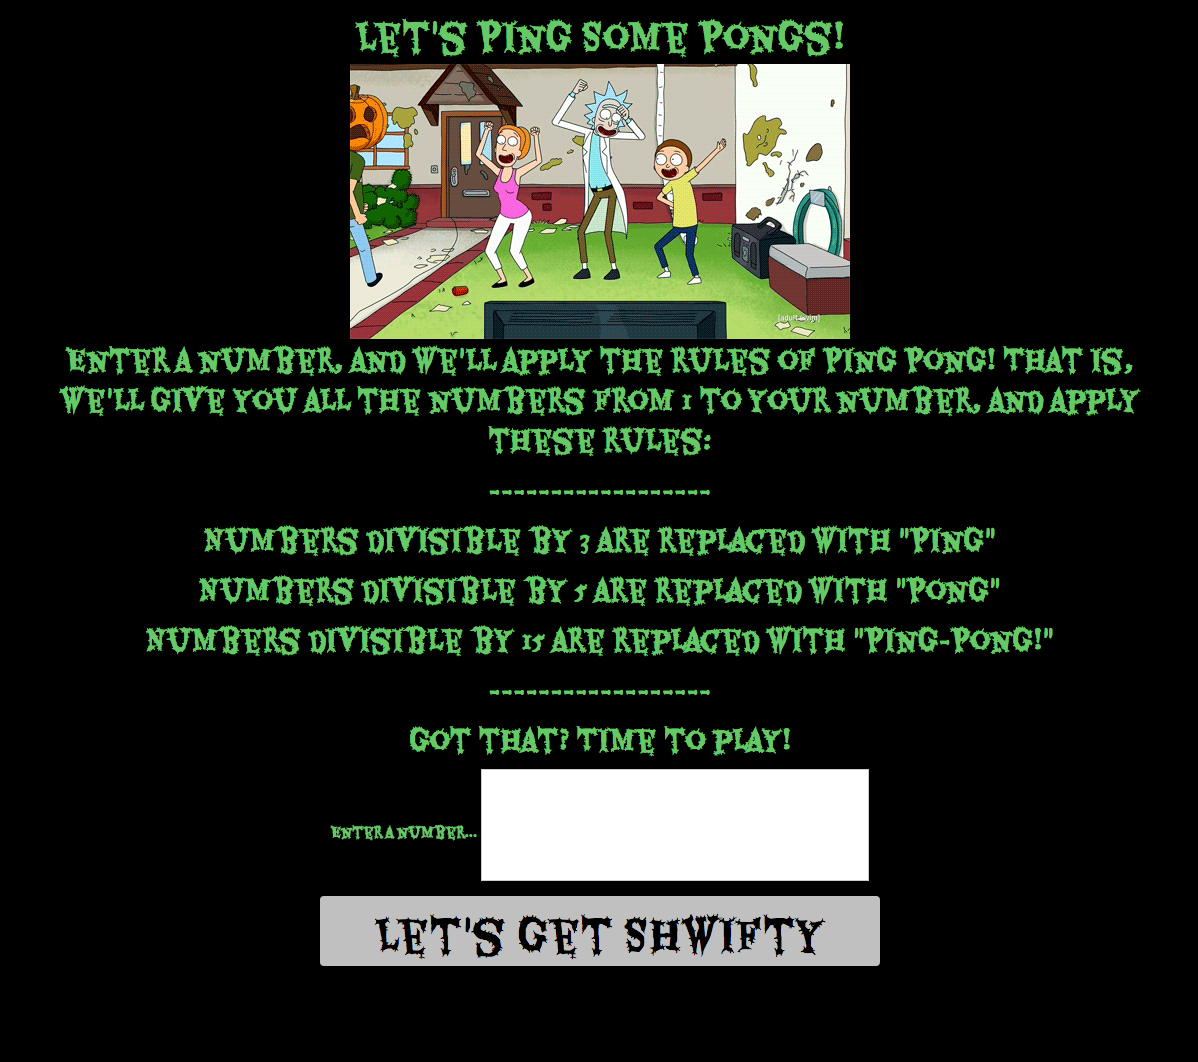 LET'S PING SOME PONGS!
[adult swim]
ENTER A NUMBER, AND WE'LL APPLY THE RULES OF PING PONG! THAT IS,
WE'LL GIVE YOU ALL THE NUMBERS FROM 1 TO YOUR NUMBER, AND APPLY
THESE RULES:
------------------
NUMBERS DIVISIBLE BY 3 ARE REPLACED WITH "PING"
NUMBERS DIVISIBLE BY 5 ARE REPLACED WITH "PONG"
NUMBERS DIVISIBLE BY 15 ARE REPLACED WITH "PING-PONG!"
------------------
GOT THAT? TIME TO PLAY!
ENTER A NUMBER...
LET'S GET SHWIFTY